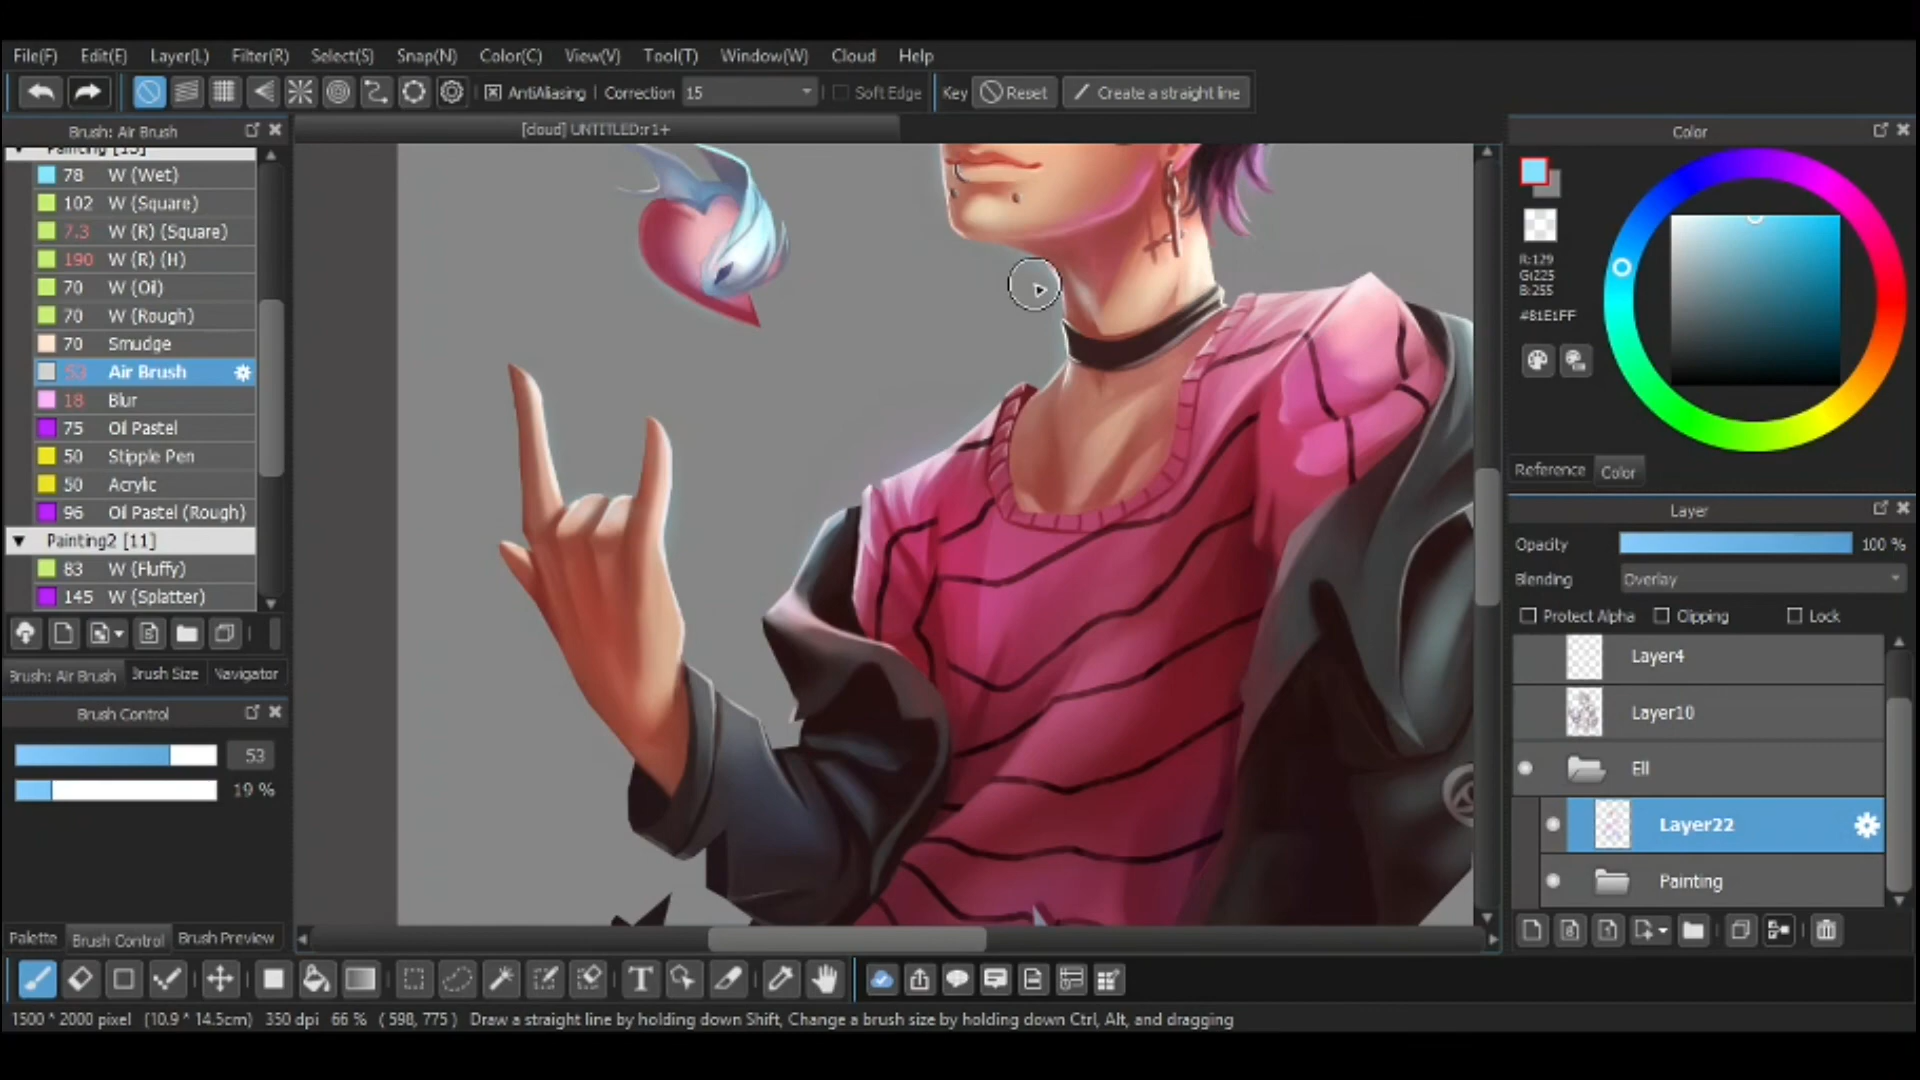 File(F) Edit(E) Layer(L) Filter(R) Select(S) Snap(N) Color(C) View(V) Tool(T) Window(W) Cloud Help
AntiAliasing Correction 15 Soft Edge Key Reset Create a straight line
Brush: Air Brush
[cloud] UNTITLED:r1+
Color
Painting [15]
78 W (Wet)
102 W (Square)
7.3 W (R) (Square)
190 W (R) (H)
70 W (Oil)
70 W (Rough)
70 Smudge
53 Air Brush
18 Blur
75 Oil Pastel
50 Stipple Pen
50 Acrylic
96 Oil Pastel (Rough)
Painting2 [11]
83 W (Fluffy)
145 W (Splatter)
Brush: Air Brush Brush Size Navigator
Brush Control
53
19 %
Palette Brush Control Brush Preview
R:129
G:225
B:255
#81E1FF
Reference Color
Layer
Opacity 100 %
Blending Overlay
Protect Alpha Clipping Lock
Layer4
Layer10
Ell
Layer22
Painting
1500 * 2000 pixel (10.9 * 14.5cm) 350 dpi 66 % ( 598, 775 ) Draw a straight line by holding down Shift, Change a brush size by holding down Ctrl, Alt, and dragging